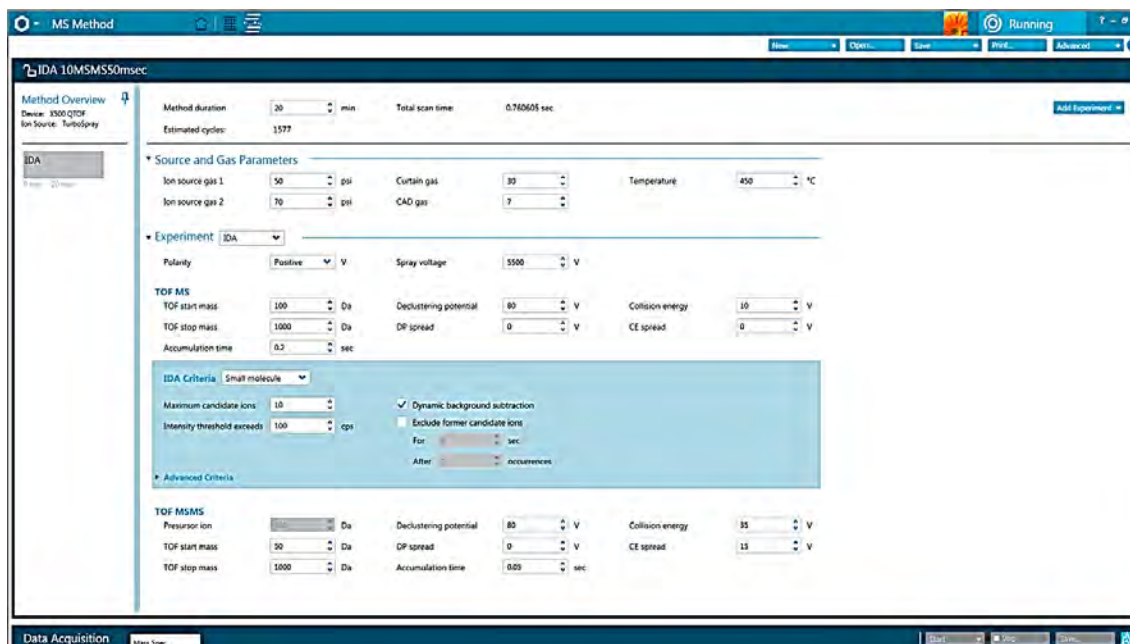 MS Method
Running
New
Open...
Save
Print...
Advanced
IDA 10MSMS50msec
Method Overview
Device: X500 QTOF
Ion Source: TurboSpray
Method duration 20 min Total scan time: 0.760605 sec
Add Experiment
Estimated cycles: 1577
IDA
Source and Gas Parameters
Ion source gas 1 50 psi Curtain gas 30 Temperature 450 °C
Ion source gas 2 70 psi CAD gas 7
Experiment IDA
Polarity Positive V Spray voltage 5500 V
TOF MS
TOF start mass 100 Da Declustering potential 80 V Collision energy 10 V
TOF stop mass 1000 Da DP spread 0 V CE spread 0 V
Accumulation time 0.2 sec
IDA Criteria Small molecule
Maximum candidate ions 10 Dynamic background subtraction
Intensity threshold exceeds 100 cps Exclude former candidate ions
For sec
After occurrences
Advanced Criteria
TOF MSMS
Presursor ion Da Declustering potential 80 V Collision energy 35 V
TOF start mass 50 Da DP spread 0 V CE spread 15 V
TOF stop mass 1000 Da Accumulation time 0.05 sec
Data Acquisition Mass Spec Start Stop